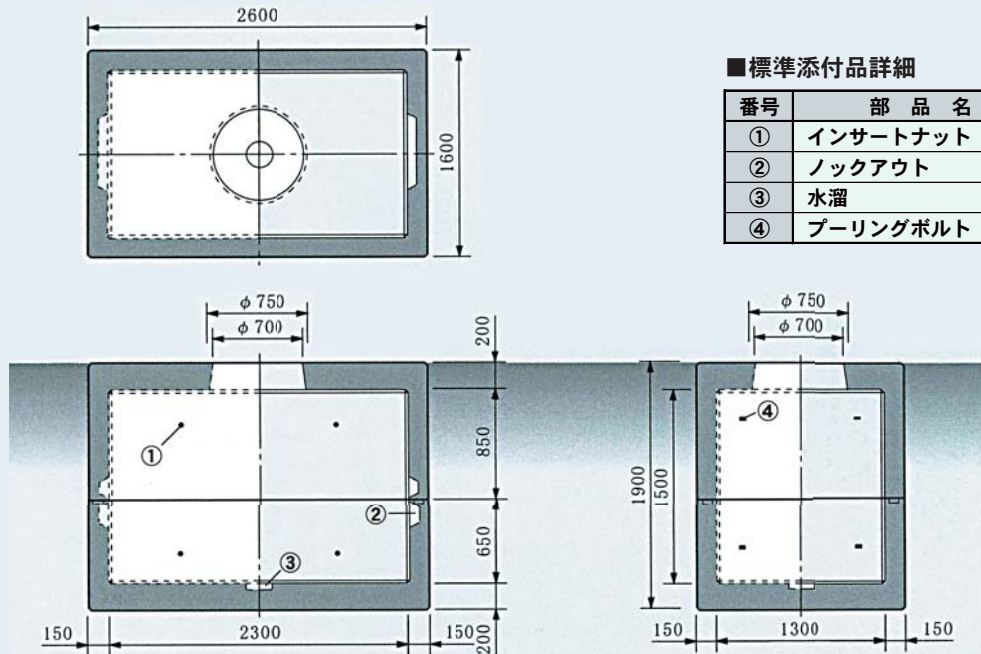 2600
1600
■標準添付品詳細
番号 部 品 名
① インサートナット
② ノックアウト
③ 水溜
④ プーリングボルト
φ 750
φ 700
200
850
650
200
①
②
③
150 2300 150
φ 750
φ 700
④
1900
1500
150 1300 150